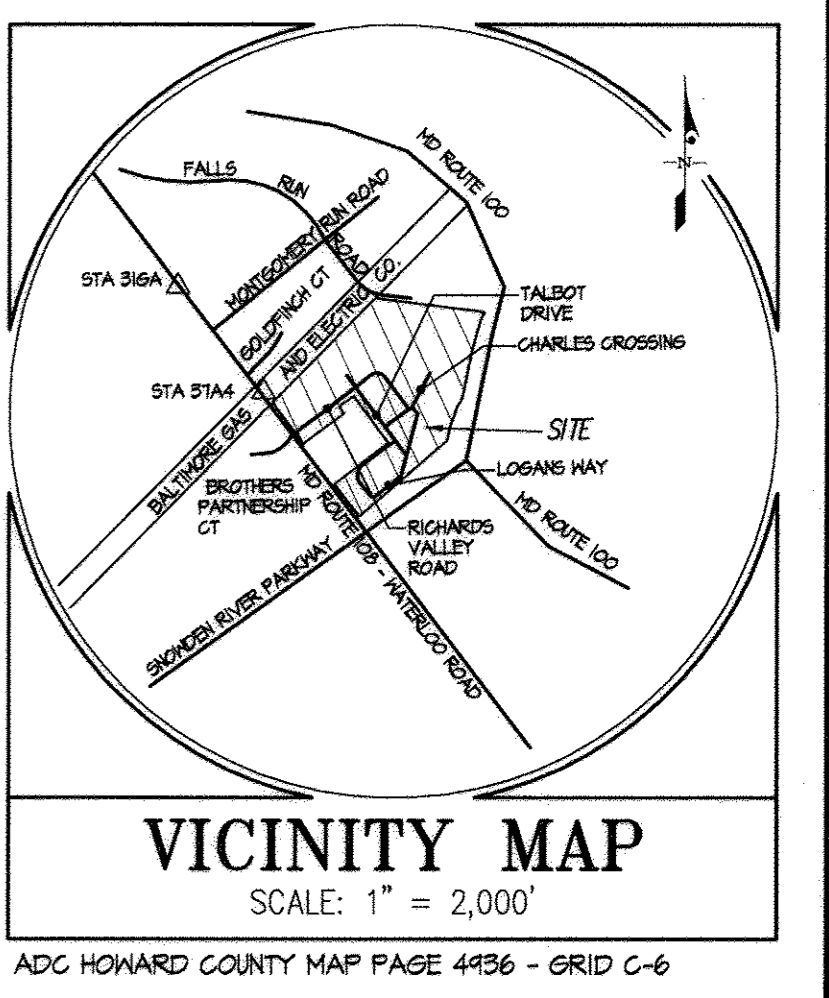 MD ROUTE 100
N
FALLS
RUN
ROAD
MONTGOMERY RUN ROAD
STA 316A
GOLDFINCH CT
BALTIMORE GAS AND ELECTRIC CO.
TALBOT
DRIVE
CHARLES CROSSING
STA 37A4
SITE
BROTHERS
PARTNERSHIP
CT
LOGANS WAY
MD ROUTE 100
RICHARDS
VALLEY
ROAD
MD ROUTE 108 - WATERLOO ROAD
SNOWDEN RIVER PARKWAY
VICINITY MAP
SCALE: 1" = 2,000'
ADC HOWARD COUNTY MAP PAGE 4936 - GRID C-6